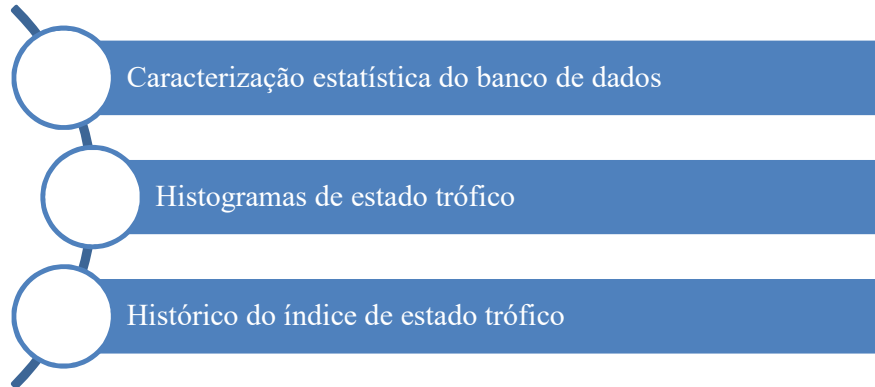 Caracterização estatística do banco de dados
Histogramas de estado trófico
Histórico do índice de estado trófico